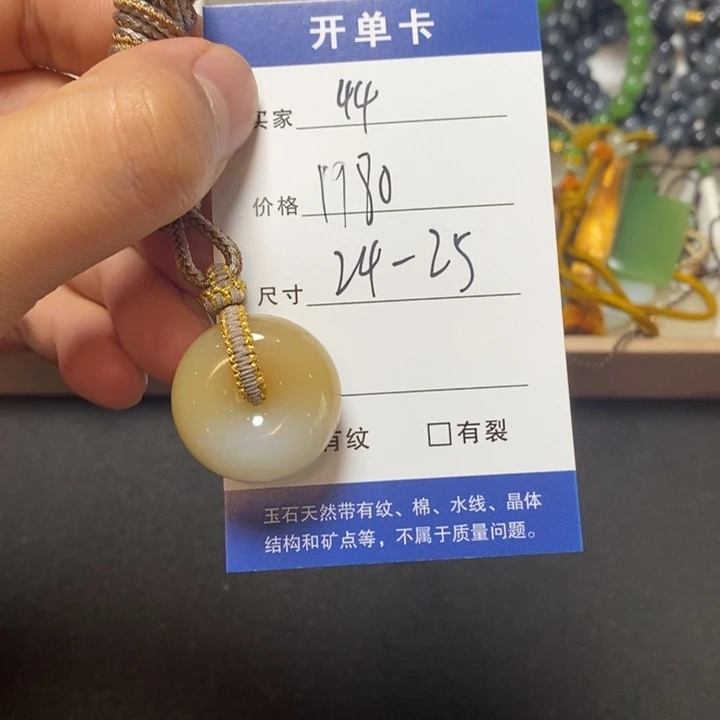 开单卡
买家 44
价格 1980
尺寸 24-25
有纹 □有裂
玉石天然带有纹、棉、水线、晶体
结构和矿点等，不属于质量问题。